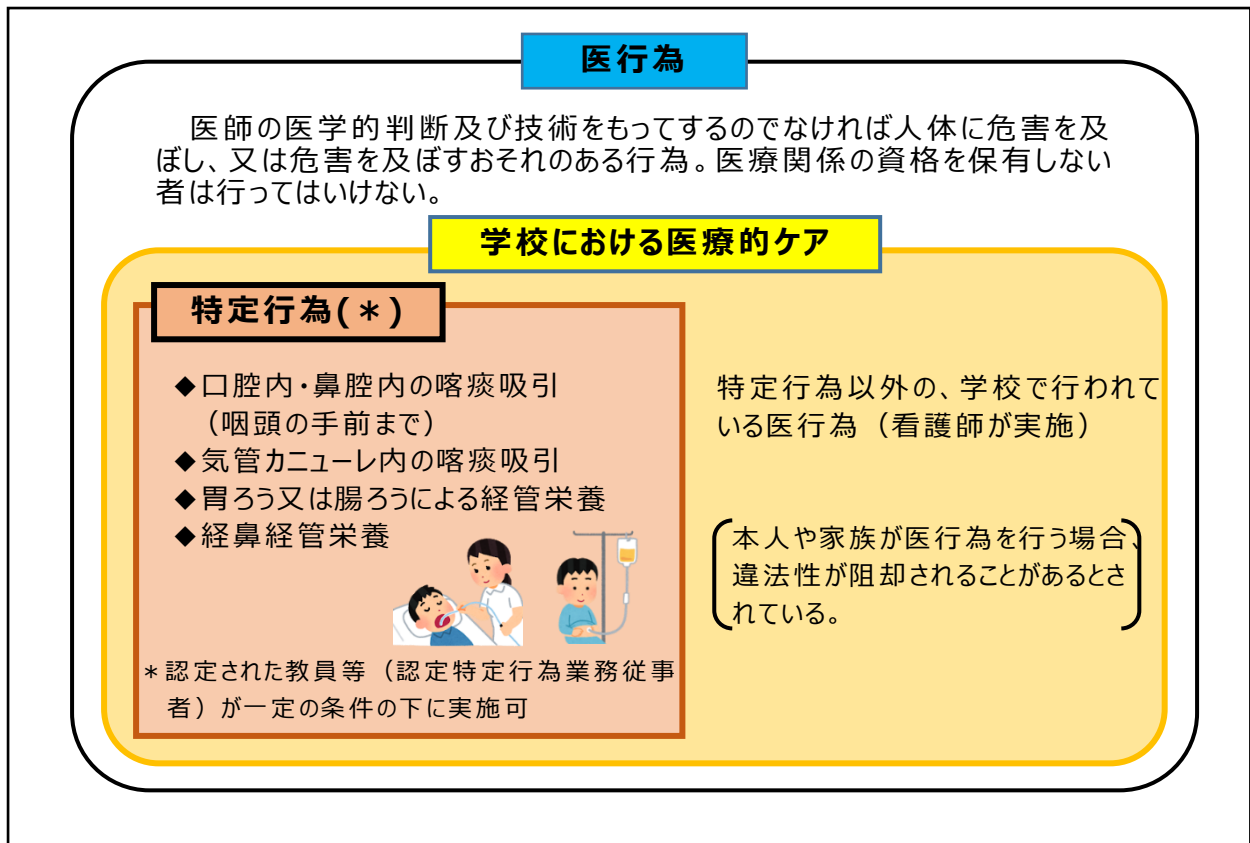 医行為
医師の医学的判断及び技術をもってするのでなければ人体に危害を及
ぼし、又は危害を及ぼすおそれのある行為。医療関係の資格を保有しない
者は行ってはいけない。
学校における医療的ケア
特定行為(＊)
◆口腔内・鼻腔内の喀痰吸引
（咽頭の手前まで）
◆気管カニューレ内の喀痰吸引
◆胃ろう又は腸ろうによる経管栄養
◆経鼻経管栄養
＊認定された教員等（認定特定行為業務従事
者）が一定の条件の下に実施可
特定行為以外の、学校で行われて
いる医行為（看護師が実施）
本人や家族が医行為を行う場合、
違法性が阻却されることがあるとさ
れている。